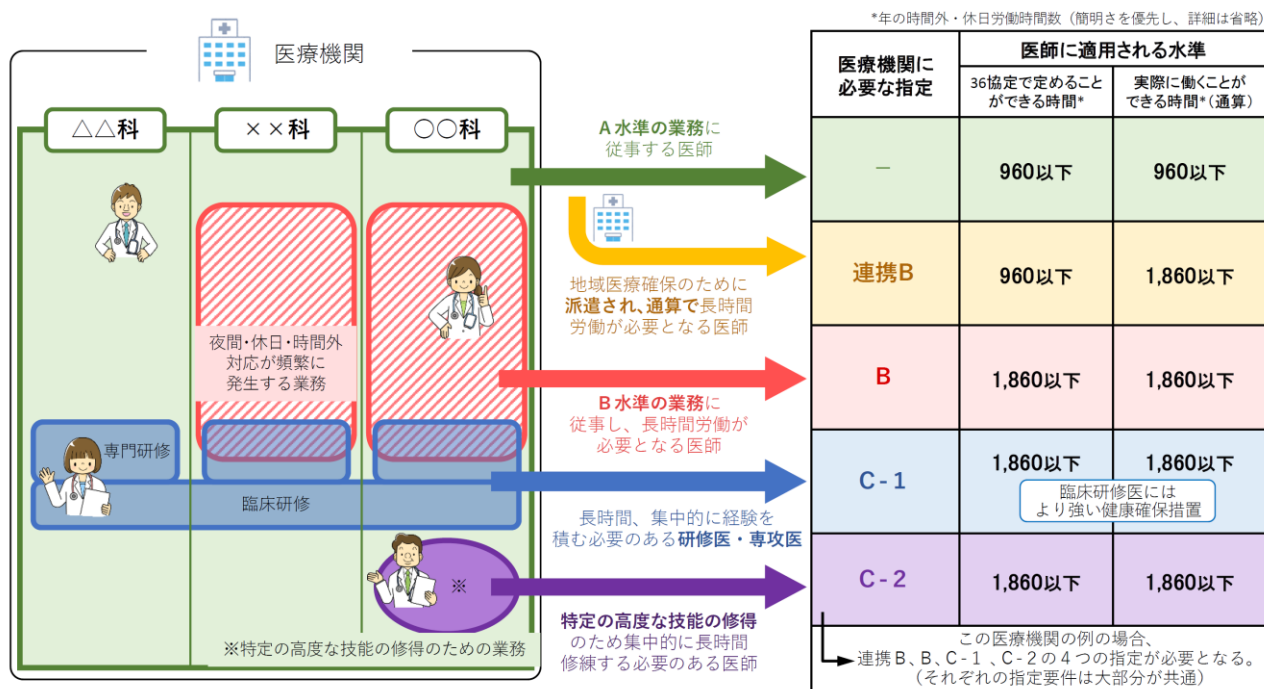 *年の時間外・休日労働時間数（簡明さを優先し、詳細は省略）
医療機関
△△科
××科
○○科
夜間・休日・時間外
対応が頻繁に
発生する業務
専門研修
臨床研修
※
※特定の高度な技能の修得のための業務
A水準の業務に
従事する医師
地域医療確保のために
派遣され、通算で長時間
労働が必要となる医師
B水準の業務に
従事し、長時間労働が
必要となる医師
長時間、集中的に経験を
積む必要のある研修医・専攻医
特定の高度な技能の修得
のため集中的に長時間
修練する必要のある医師
医療機関に
必要な指定
医師に適用される水準
36協定で定めること
ができる時間*
実際に働くことが
できる時間*（通算）
－ 960以下 960以下
連携B 960以下 1,860以下
B 1,860以下 1,860以下
C-1 1,860以下 1,860以下
臨床研修医には
より強い健康確保措置
C-2 1,860以下 1,860以下
この医療機関の例の場合、
連携B、B、C-1、C-2の4つの指定が必要となる。
（それぞれの指定要件は大部分が共通）